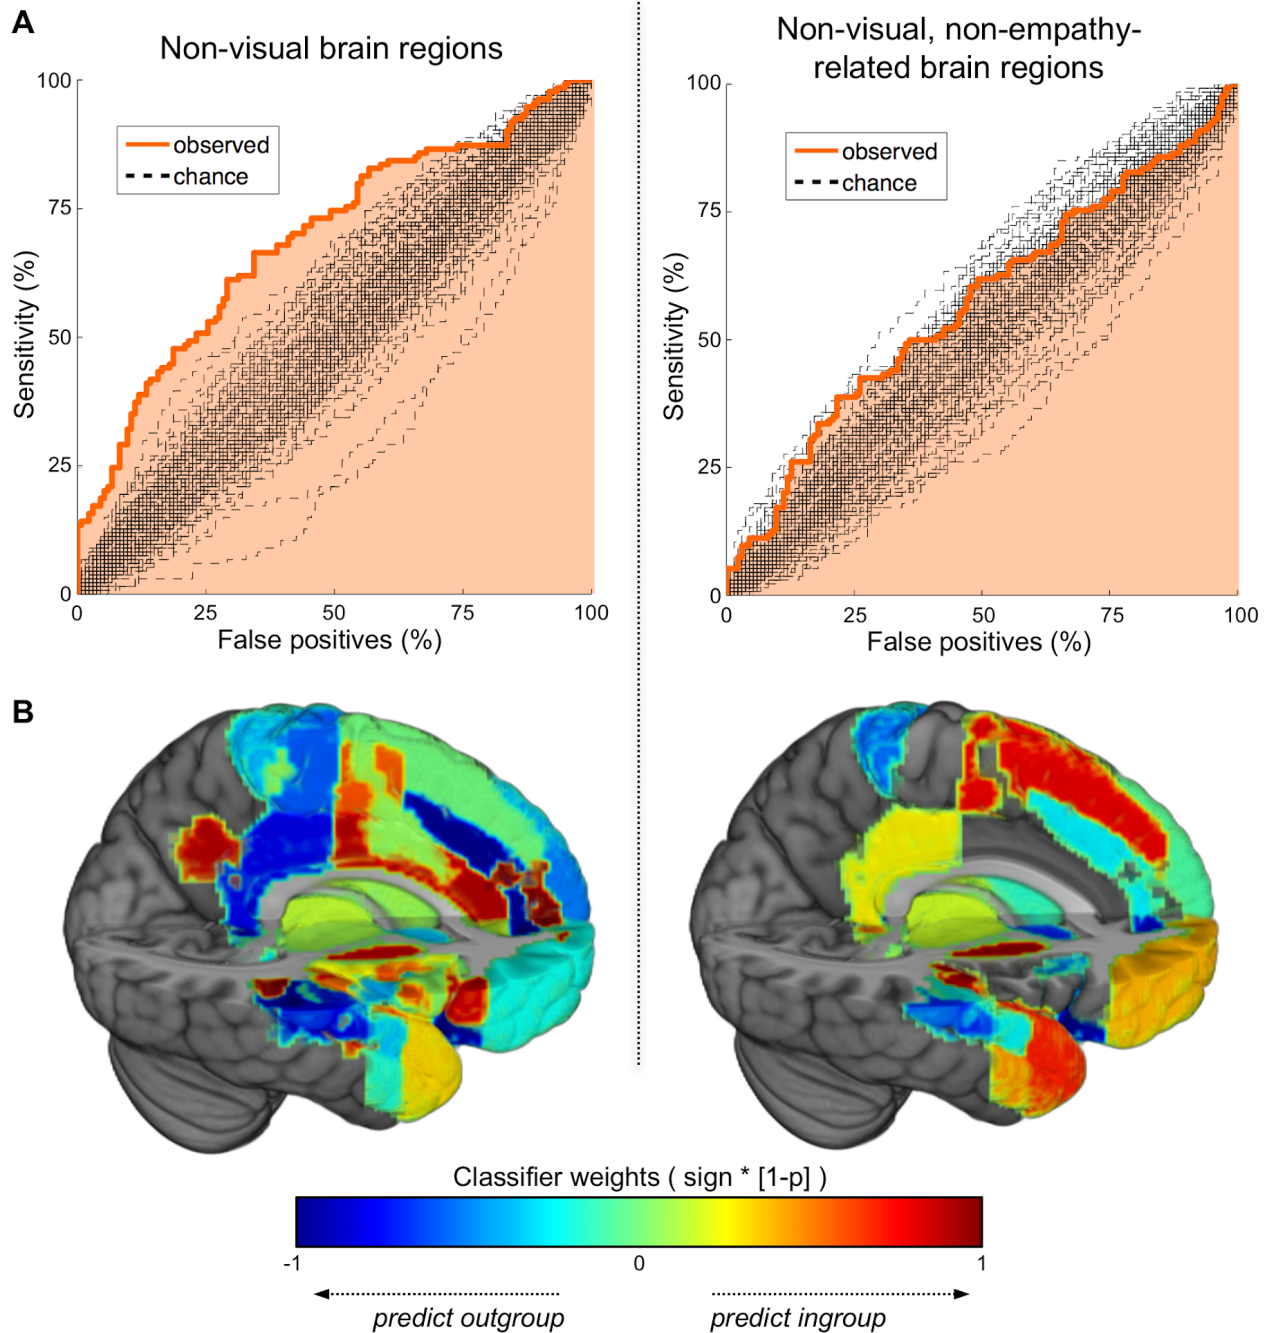 A
Non-visual brain regions
100
75
50
25
0
Sensitivity (%)
observed
chance
0 25 50 75 100
False positives (%)
Non-visual, non-empathy-
related brain regions
100
75
50
25
0
Sensitivity (%)
observed
chance
0 25 50 75 100
False positives (%)
B
Classifier weights ( sign * [1-p] )
-1 0 1
predict outgroup predict ingroup